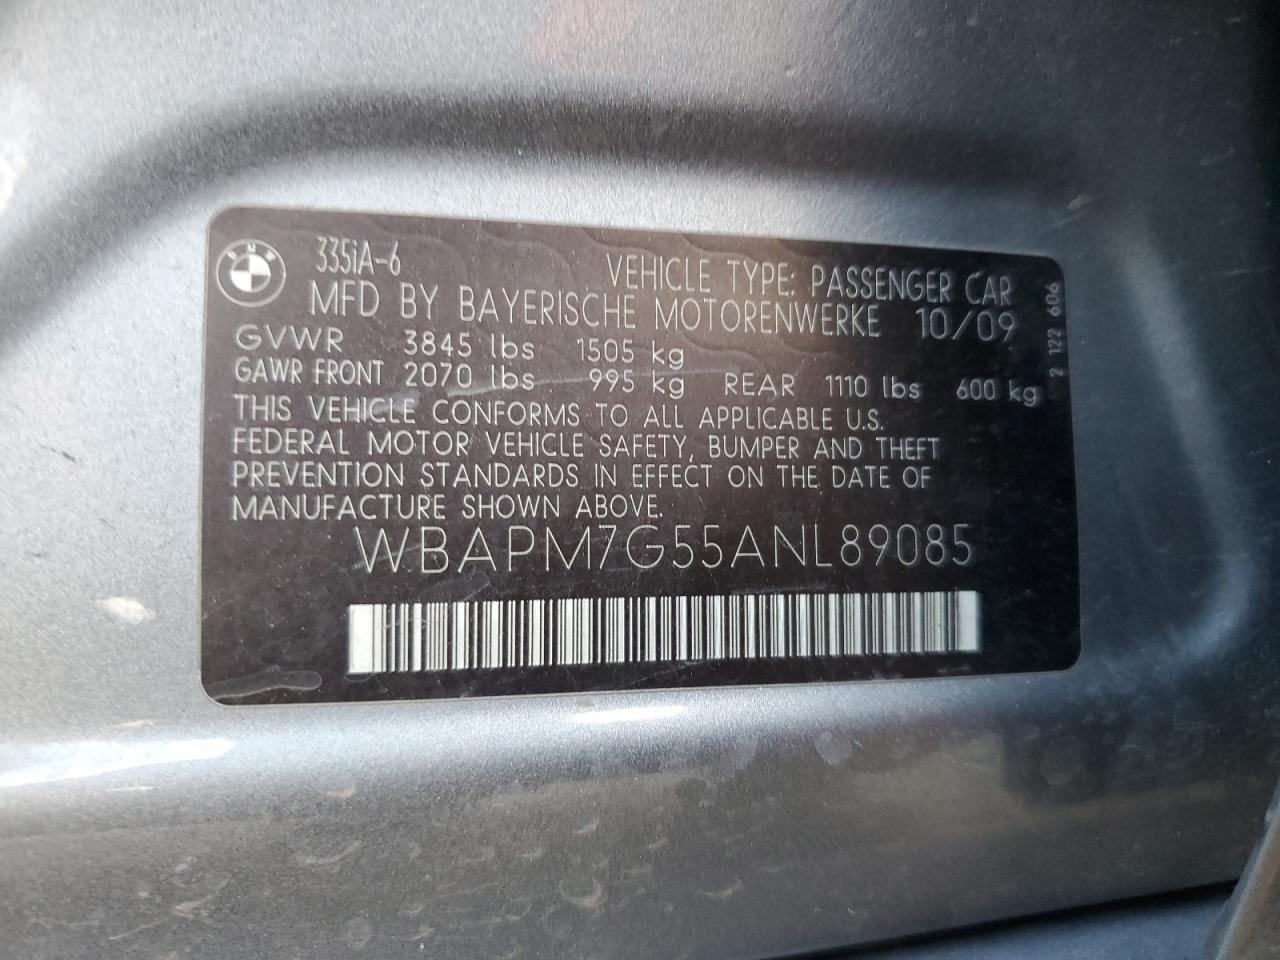 BMW
335iA-6
VEHICLE TYPE: PASSENGER CAR
MFD BY BAYERISCHE MOTORENWERKE 10/09
GVWR 3845 lbs 1505 kg
GAWR FRONT 2070 lbs 995 kg REAR 1110 lbs 600 kg
THIS VEHICLE CONFORMS TO ALL APPLICABLE U.S.
FEDERAL MOTOR VEHICLE SAFETY, BUMPER AND THEFT
PREVENTION STANDARDS IN EFFECT ON THE DATE OF
MANUFACTURE SHOWN ABOVE.
WBAPM7G55ANL89085
2 122 606